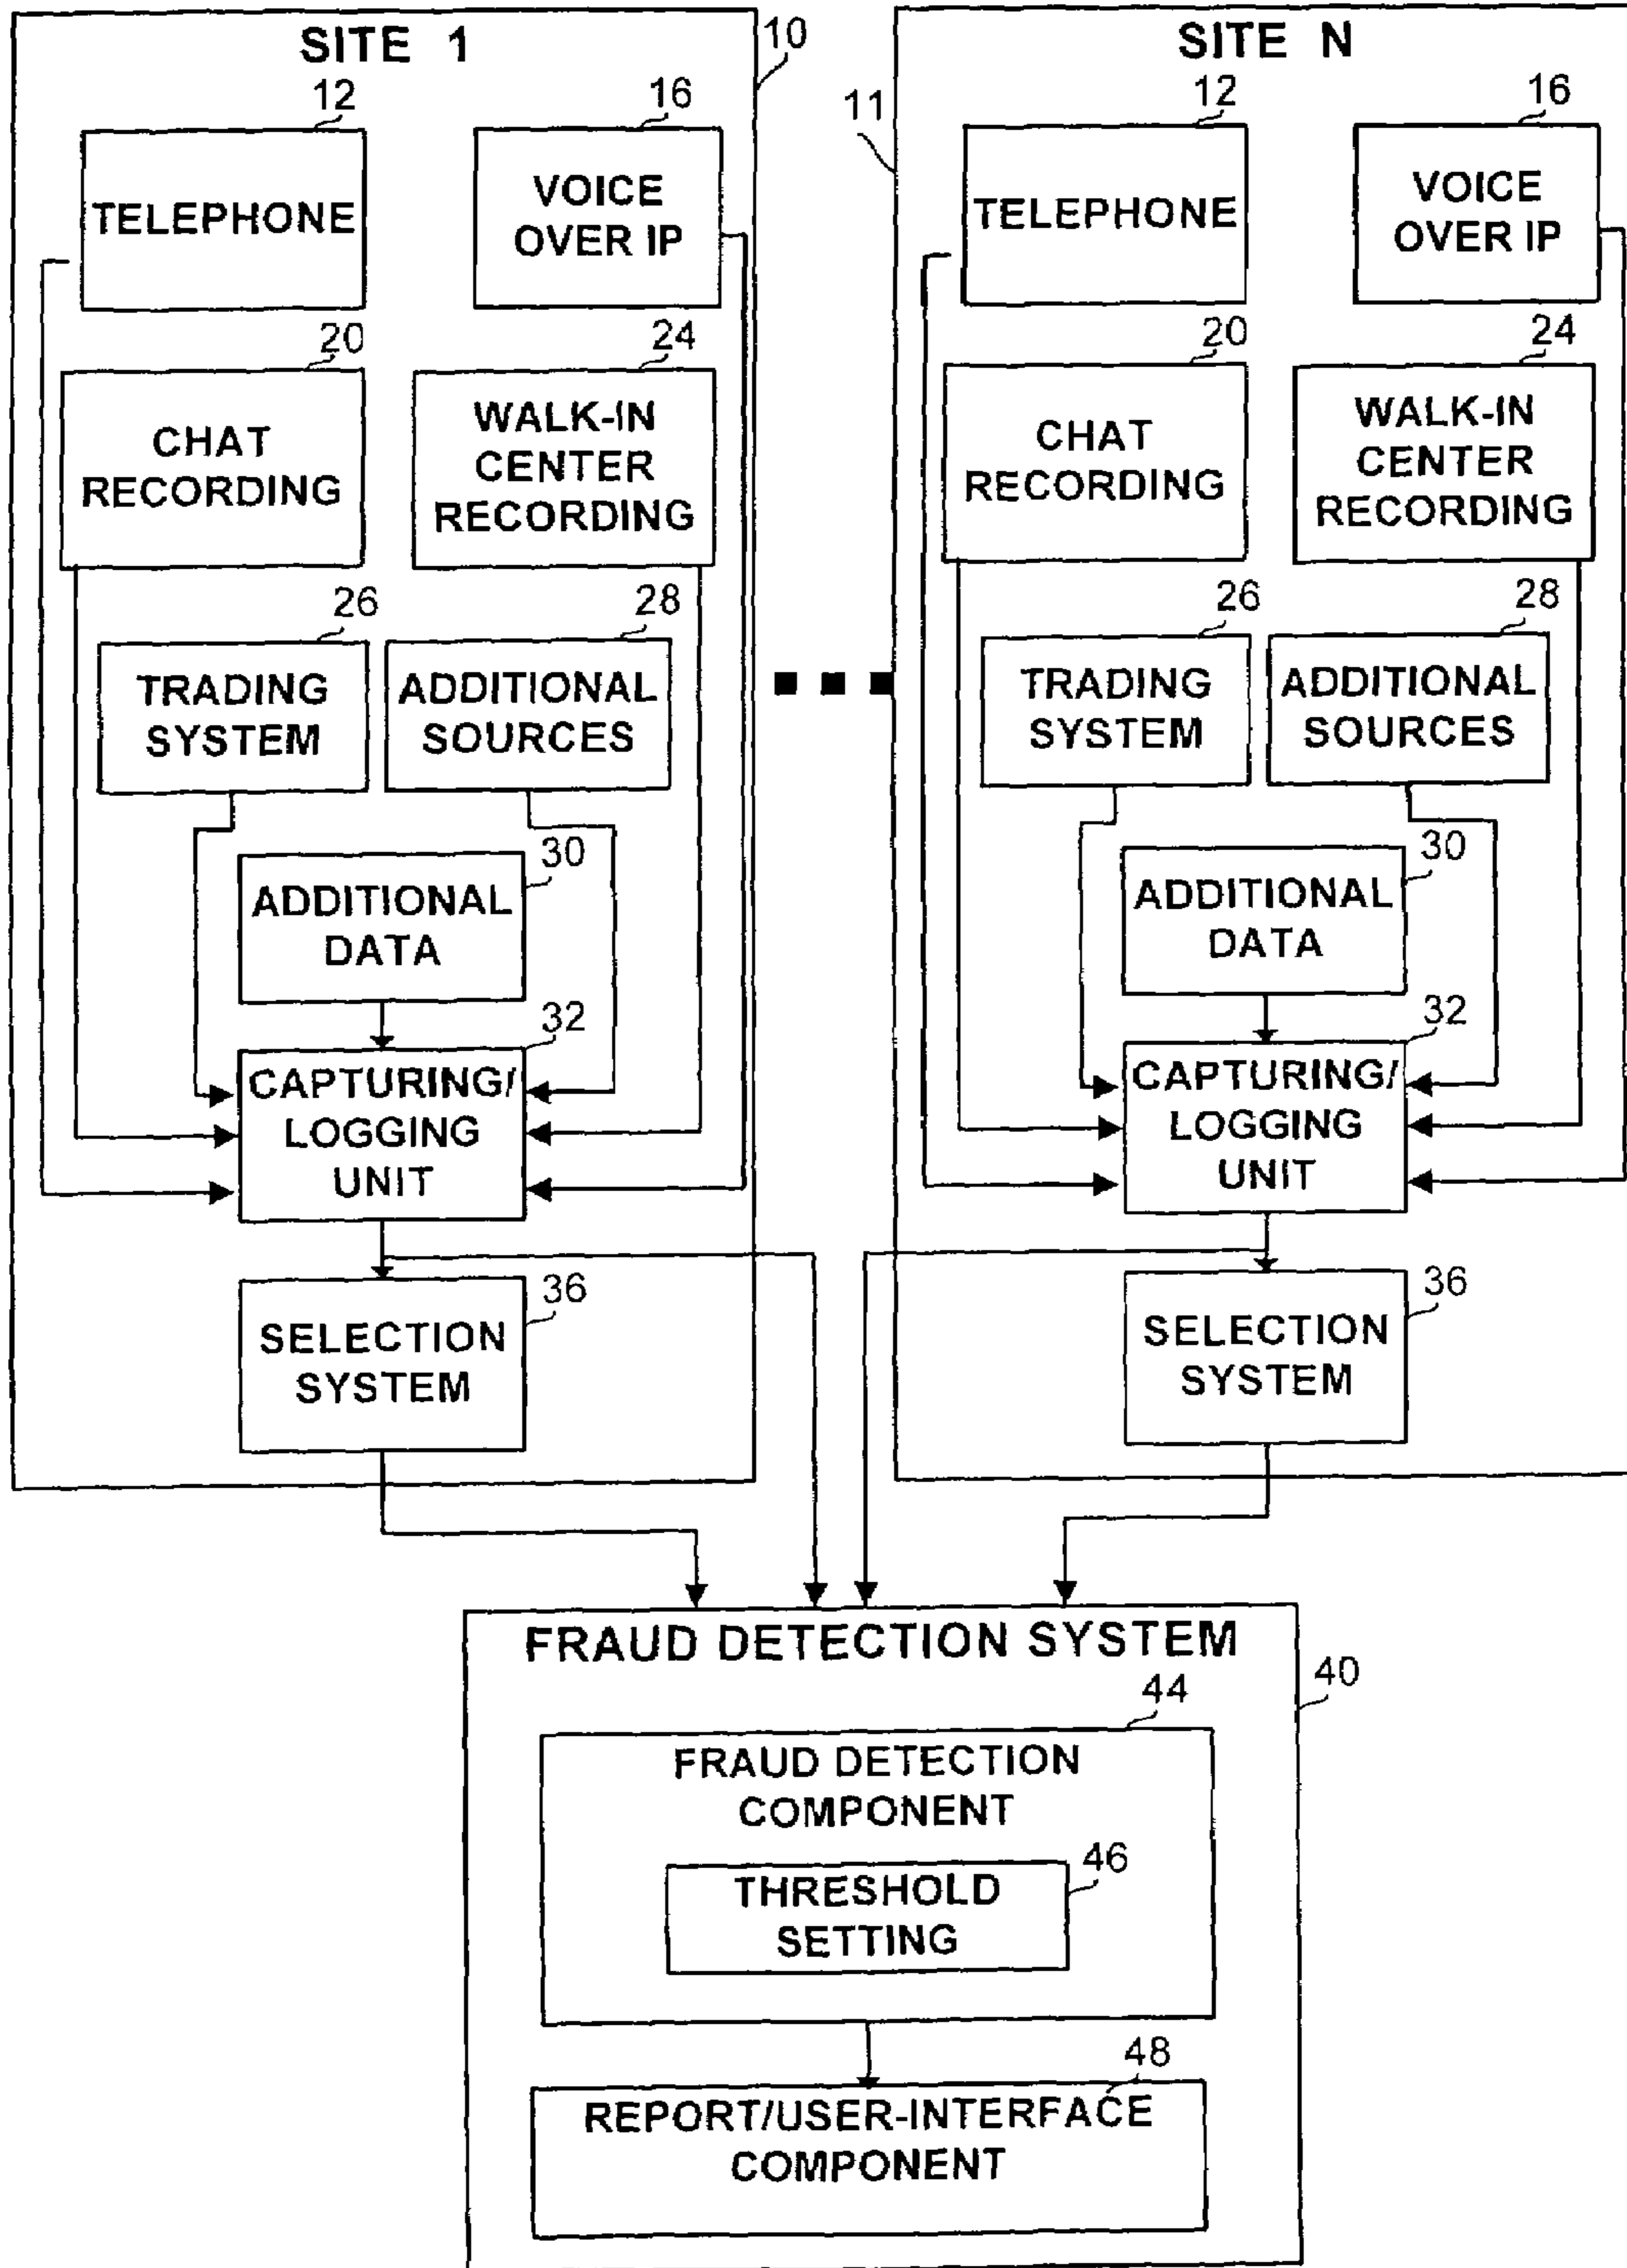 SITE 1
10
12
16
TELEPHONE
VOICE
OVER IP
20
24
CHAT
RECORDING
WALK-IN
CENTER
RECORDING
26
28
TRADING
SYSTEM
ADDITIONAL
SOURCES
30
ADDITIONAL
DATA
32
CAPTURING/
LOGGING
UNIT
36
SELECTION
SYSTEM
SITE N
11
12
16
TELEPHONE
VOICE
OVER IP
20
24
CHAT
RECORDING
WALK-IN
CENTER
RECORDING
26
28
TRADING
SYSTEM
ADDITIONAL
SOURCES
30
ADDITIONAL
DATA
32
CAPTURING/
LOGGING
UNIT
36
SELECTION
SYSTEM
FRAUD DETECTION SYSTEM
40
44
FRAUD DETECTION
COMPONENT
46
THRESHOLD
SETTING
48
REPORT/USER-INTERFACE
COMPONENT